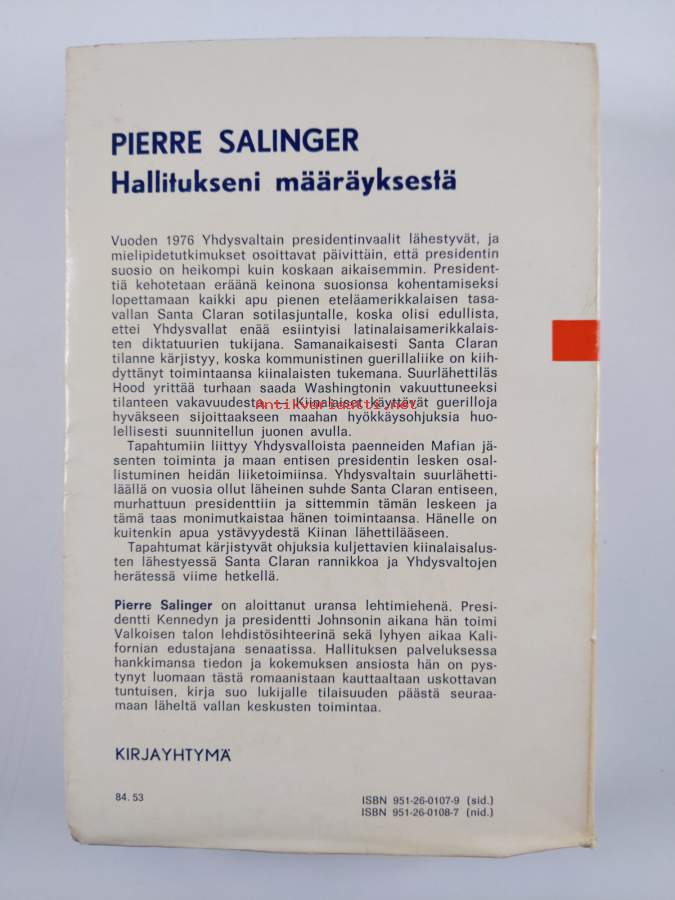 PIERRE SALINGER
Hallitukseni määräyksestä
Vuoden 1976 Yhdysvaltain presidentinvaalit lähestyvät, ja
mielipidetutkimukset osoittavat päivittäin, että presidentin
suosio on heikompi kuin koskaan aikaisemmin. President-
tiä kehotetaan eräänä keinona suosionsa kohentamiseksi
lopettamaan kaikki apu pienen eteläamerikkalaisen tasa-
vallan Santa Claran sotilasjuntalle, koska olisi edullista,
ettei Yhdysvallat enää esiintyisi latinalaisamerikkalais-
ten diktatuurien tukijana. Samanaikaisesti Santa Claran
tilanne kärjistyy, koska kommunistinen guerillaliike on kiih-
dyttänyt toimintaansa kiinalaisten tukemana. Suurlähettiläs
Hood yrittää turhaan saada Washingtonin vakuuttuneeksi
tilanteen vakavuudesta — Kiinalaiset käyttävät guerilloja
Antikvariaatti.net
hyväkseen sijoittaakseen maahan hyökkäysohjuksia huo-
lellisesti suunnitellun juonen avulla.
Tapahtumiin liittyy Yhdysvalloista paenneiden Mafian jä-
senten toiminta ja maan entisen presidentin lesken osal-
listuminen heidän liiketoimiinsa. Yhdysvaltain suurlähetti-
läällä on vuosia ollut läheinen suhde Santa Claran entiseen,
murhattuun presidenttiin ja sittemmin tämän leskeen ja
tämä taas monimutkaistaa hänen toimintaansa. Hänelle on
kuitenkin apua ystävyydestä Kiinan lähettilääseen.
Tapahtumat kärjistyvät ohjuksia kuljettavien kiinalaisalus-
ten lähestyessä Santa Claran rannikkoa ja Yhdysvaltojen
herätessä viime hetkellä.
Pierre Salinger on aloittanut uransa lehtimiehenä. Presi-
dentti Kennedyn ja presidentti Johnsonin aikana hän toimi
Valkoisen talon lehdistösihteerinä sekä lyhyen aikaa Kali-
fornian edustajana senaatissa. Hallituksen palveluksessa
hankkimansa tiedon ja kokemuksen ansiosta hän on pys-
tynyt luomaan tästä romaanistaan kauttaaltaan uskottavan
tuntuisen, kirja suo lukijalle tilaisuuden päästä seuraa-
maan läheltä vallan keskusten toimintaa.
KIRJAYHTYMÄ
84.53
ISBN 951-26-0107-9 (sid.)
ISBN 951-26-0108-7 (nid.)